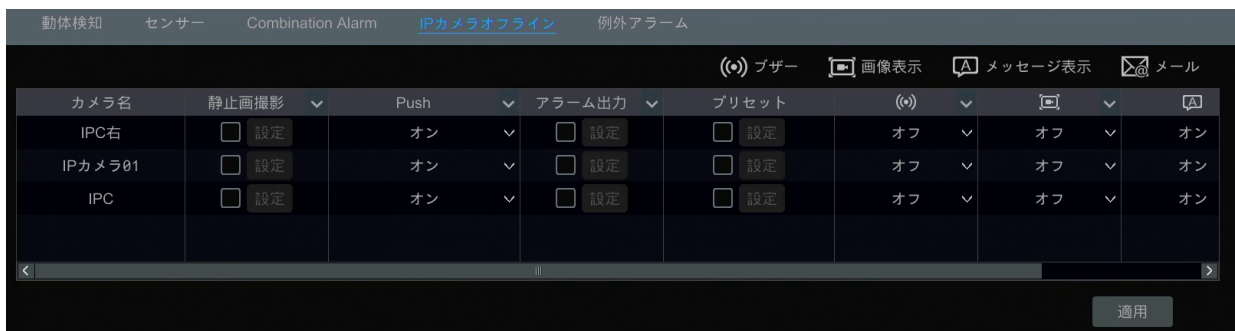 動体検知 センサー Combination Alarm IPカメラオフライン 例外アラーム
ブザー 画像表示 A メッセージ表示 メール
カメラ名 静止画撮影 Push アラーム出力 プリセット A
IPC右 設定 オン 設定 設定 オフ オフ オン
IPカメラ01 設定 オン 設定 設定 オフ オフ オン
IPC 設定 オン 設定 設定 オフ オフ オン
適用